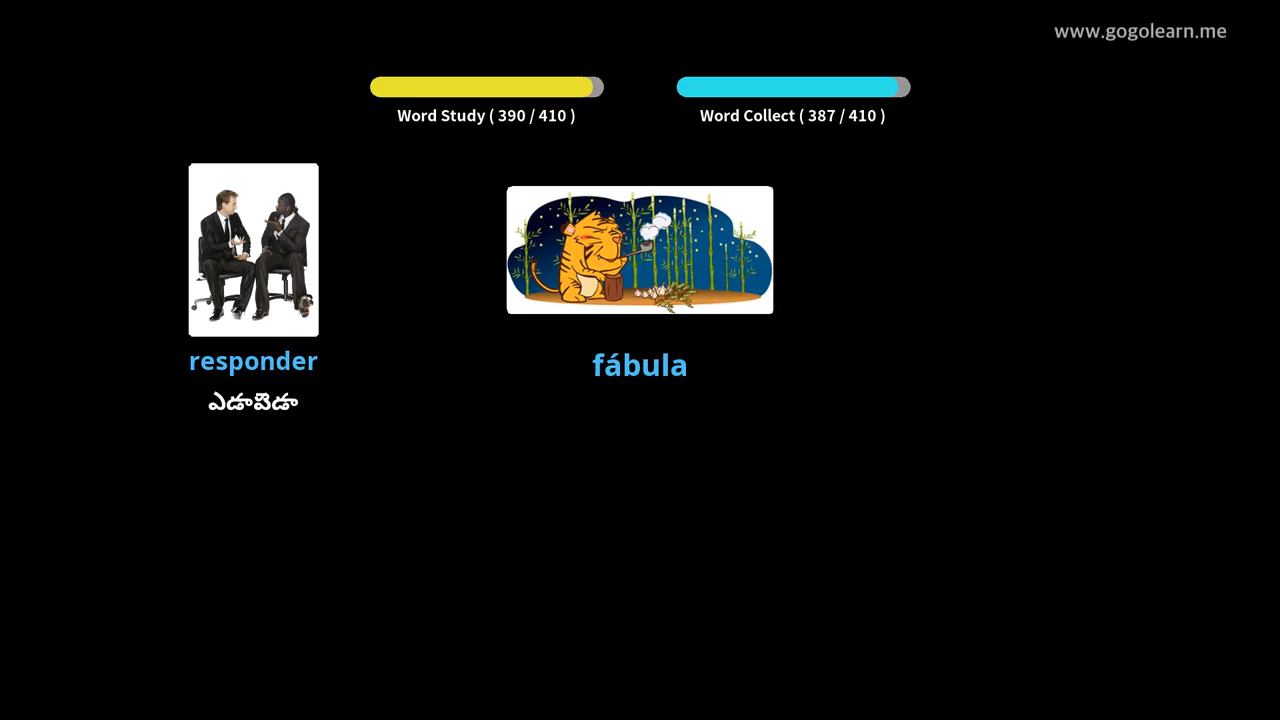 www.gogolearn.me
Word Study ( 390 / 410 )
Word Collect ( 387 / 410 )
responder
fábula
ఎడాపెడా